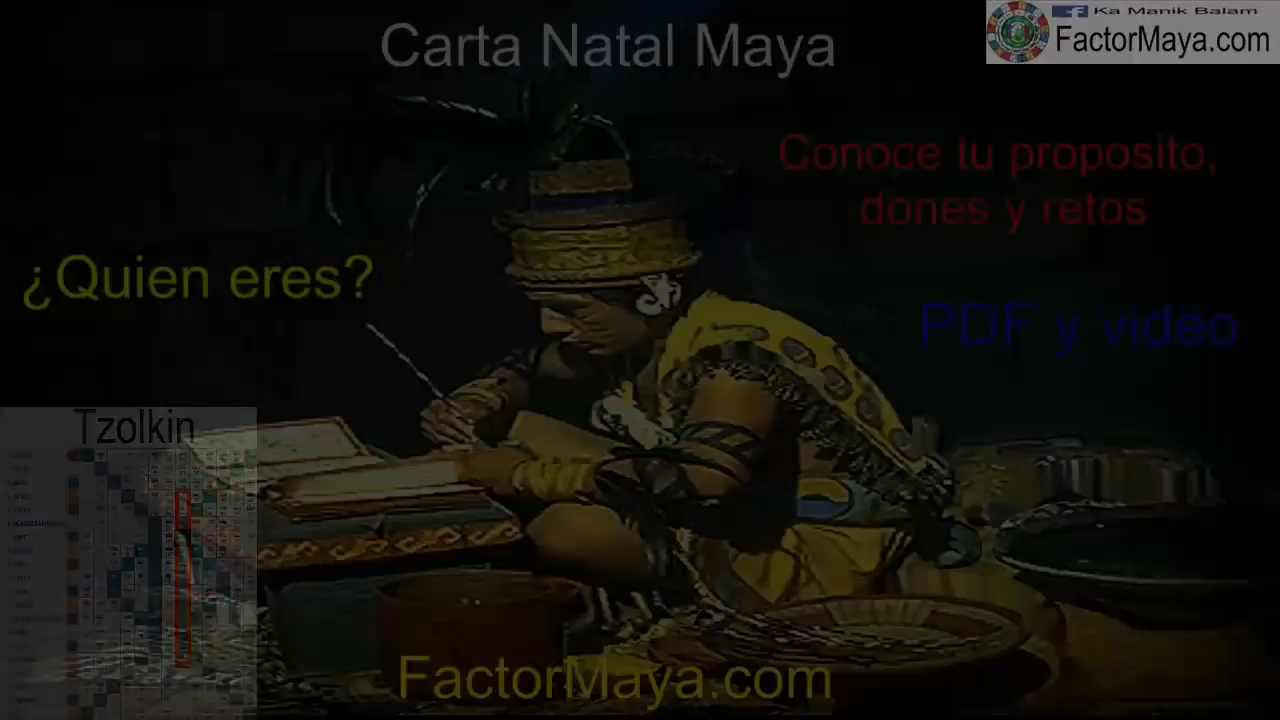 Carta Natal Maya
Ka Manik Balam
FactorMaya.com
Conoce tu proposito,
dones y retos
¿Quien eres?
PDF y video
Tzolkin
FactorMaya.com